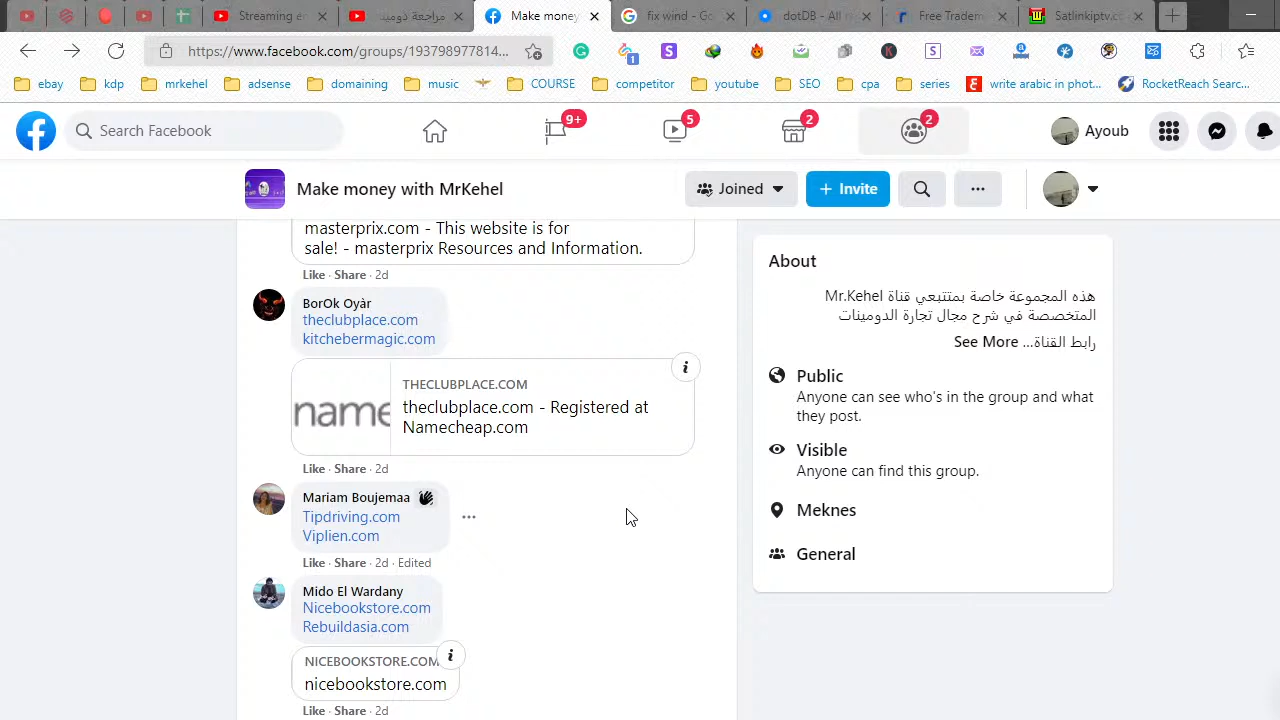 Streaming
مراجعة
Make money
fix wind - Go
dotDB - All
Free Tradem
Satlinkiptv.co
https://www.facebook.com/groups/193798977814...
1
S
K
S
ebay
kdp
mrkehel
adsense
domaining
music
COURSE
competitor
youtube
SEO
cpa
series
write arabic in phot...
RocketReach Searc...
Search Facebook
9+
5
2
2
Ayoub
Make money with MrKehel
Joined
+ Invite
masterprix.com - This website is for
sale! - masterprix Resources and Information.
Like · Share · 2d
BorOk Oyàr
theclubplace.com
kitchebermagic.com
name
THECLUBPLACE.COM
theclubplace.com - Registered at
Namecheap.com
Like · Share · 2d
Mariam Boujemaa
Tipdriving.com
Viplien.com
Like · Share · 2d · Edited
Mido El Wardany
Nicebookstore.com
Rebuildasia.com
NICEBOOKSTORE.COM
nicebookstore.com
Like · Share · 2d
About
هذه المجموعة خاصة بمتتبعي قناة Mr.Kehel
المتخصصة في شرح مجال تجارة الدومينات
رابط القناة... See More
Public
Anyone can see who's in the group and what
they post.
Visible
Anyone can find this group.
Meknes
General